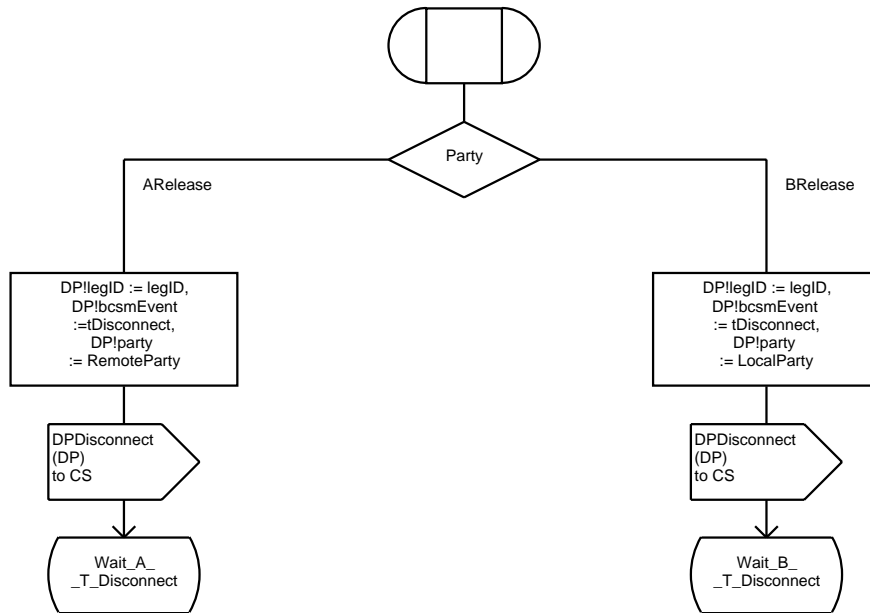 Party
ARelease
BRelease
DP!legID := legID,
DP!bcsmEvent
:=tDisconnect,
DP!party
:= RemoteParty
DP!legID := legID,
DP!bcsmEvent
:= tDisconnect,
DP!party
:= LocalParty
DPDisconnect
(DP)
to CS
DPDisconnect
(DP)
to CS
Wait_A_
_T_Disconnect
Wait_B_
_T_Disconnect